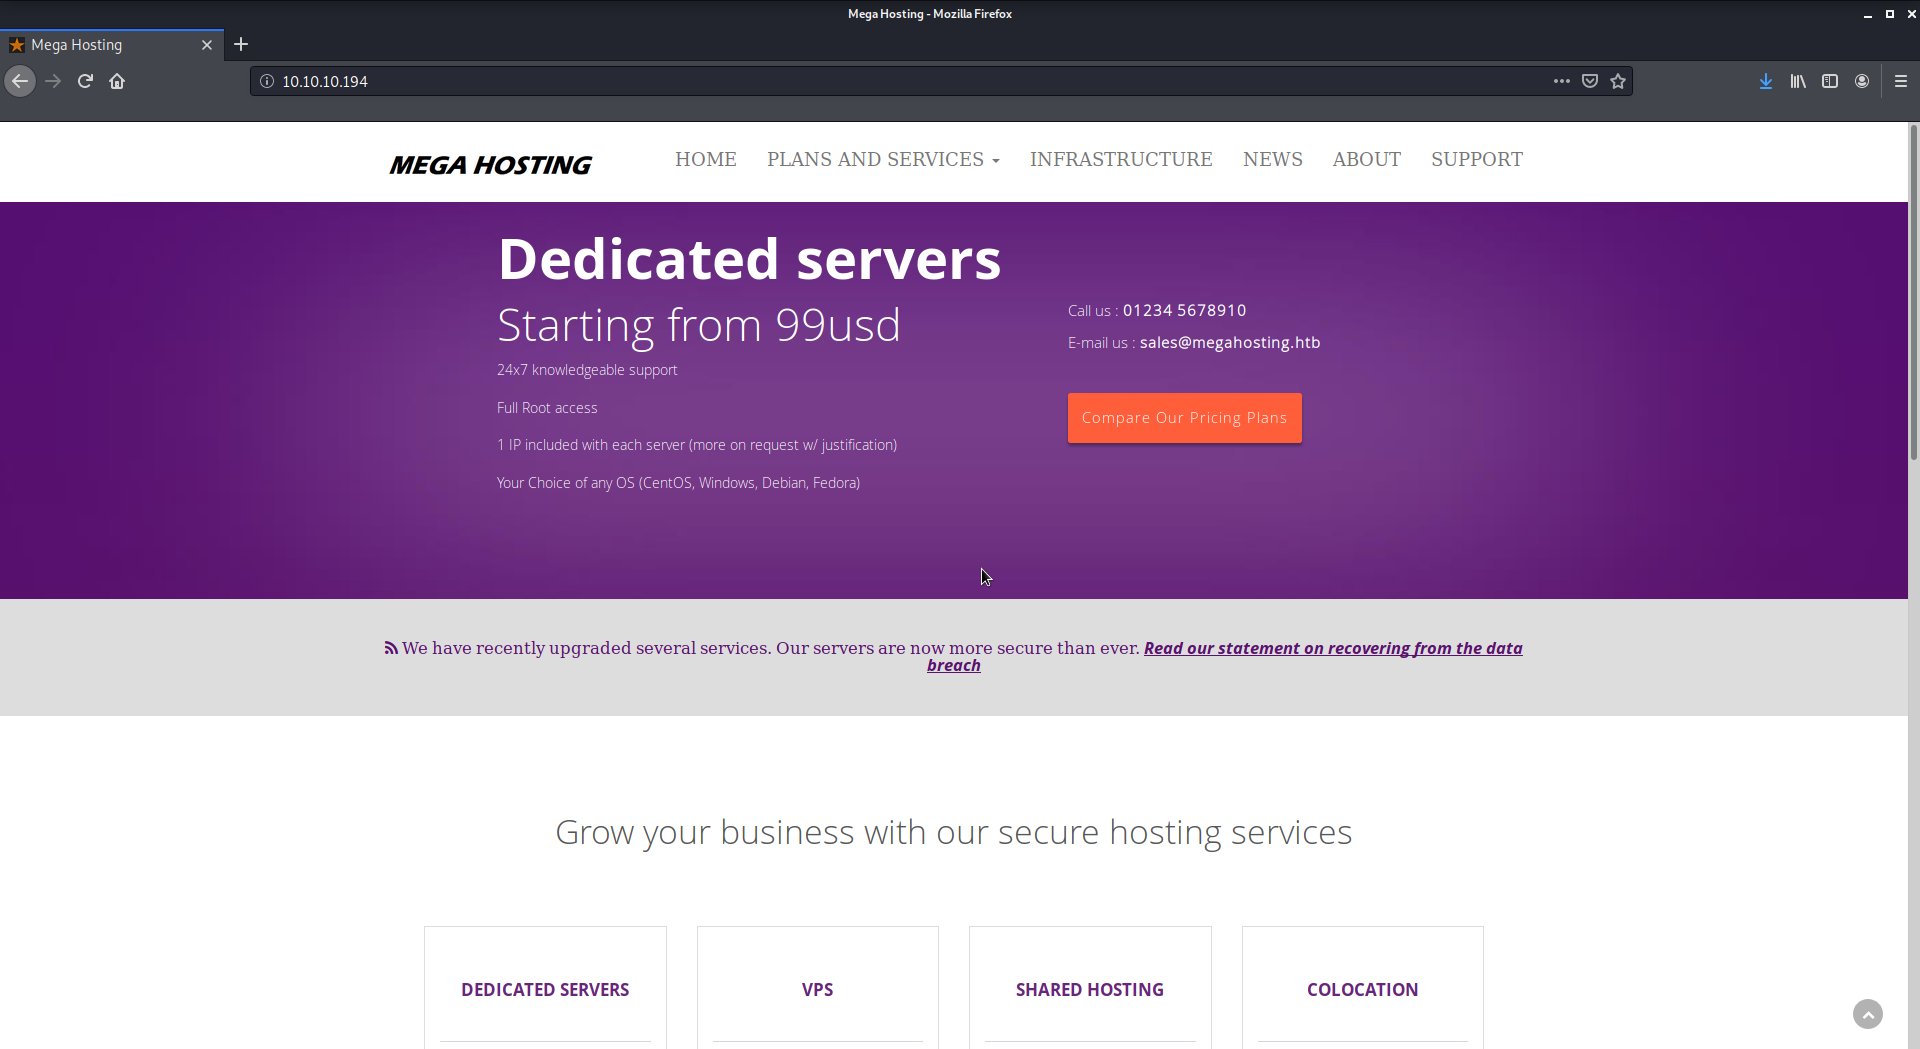 Mega Hosting - Mozilla Firefox
Mega Hosting
10.10.10.194
MEGA HOSTING
HOME
PLANS AND SERVICES
INFRASTRUCTURE
NEWS
ABOUT
SUPPORT
Dedicated servers
Starting from 99usd
24x7 knowledgeable support
Full Root access
1 IP included with each server (more on request w/ justification)
Your Choice of any OS (CentOS, Windows, Debian, Fedora)
Call us : 01234 5678910
E-mail us : sales@megahosting.htb
Compare Our Pricing Plans
We have recently upgraded several services. Our servers are now more secure than ever. Read our statement on recovering from the data
breach
Grow your business with our secure hosting services
DEDICATED SERVERS
VPS
SHARED HOSTING
COLOCATION